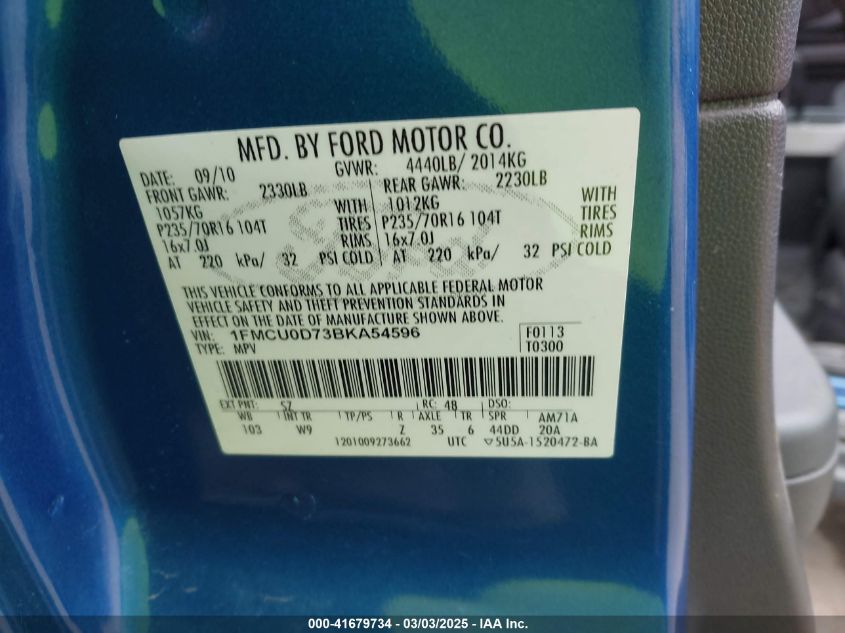 MFD. BY FORD MOTOR CO.
DATE: 09/10 GVWR: 4440LB/ 2014KG
FRONT GAWR: 2330LB REAR GAWR: 2230LB
1057KG WITH 1012KG WITH
P235/70R16 104T TIRES P235/70R16 104T TIRES
16x7.0J RIMS 16x7.0J RIMS
AT 220 kPa/ 32 PSI COLD AT 220 kPa/ 32 PSI COLD
THIS VEHICLE CONFORMS TO ALL APPLICABLE FEDERAL MOTOR
VEHICLE SAFETY AND THEFT PREVENTION STANDARDS IN
EFFECT ON THE DATE OF MANUFACTURE SHOWN ABOVE.
VIN: 1FMCU0D73BKA54596 F0113
TYPE: MPV T0300
EXT PNT: SZ RC: 48 DSO:
WB INT TR TP/PS R AXLE TR SPR AM71A
103 W9 Z 35 6 44DD 20A
1201009273662 UTC ▽5U5A-1520472-BA
000-41679734 - 03/03/2025 - IAA Inc.